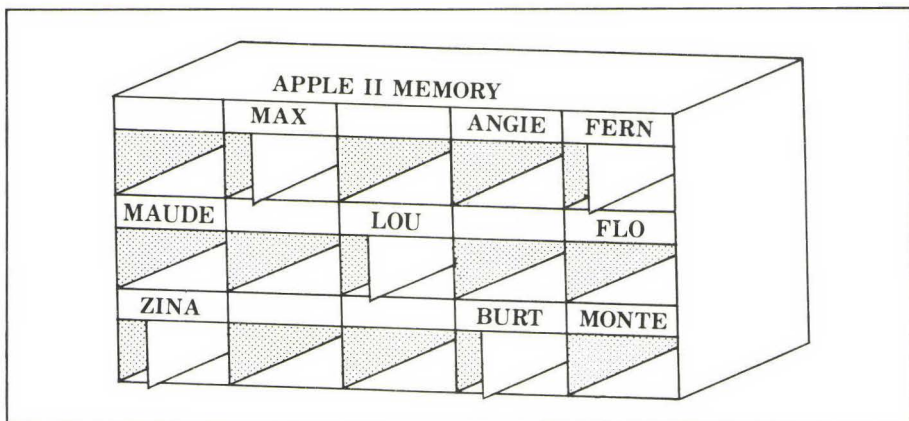 APPLE II MEMORY
MAX ANGIE FERN
MAUDE LOU FLO
ZINA BURT MONTE